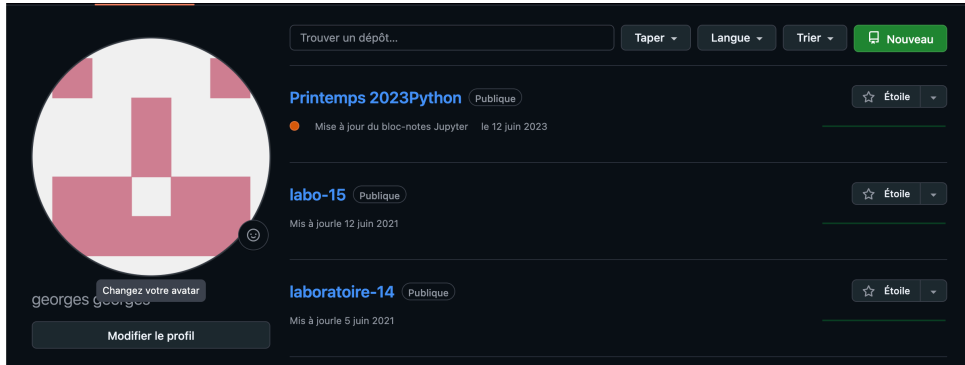 Trouver un dépôt... Taper Langue Trier Nouveau
Printemps 2023Python Publique Étoile
Mise à jour du bloc-notes Jupyter le 12 juin 2023
labo-15 Publique Étoile
Mis à jourle 12 juin 2021
Changez votre avatar
georges
laboratoire-14 Publique Étoile
Mis à jourle 5 juin 2021
Modifier le profil